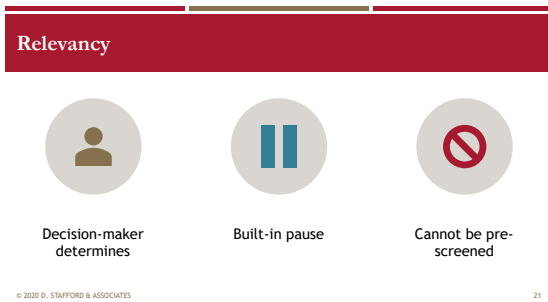 Relevancy
Decision-maker
determines
Built-in pause
Cannot be pre-
screened
© 2020 D. STAFFORD & ASSOCIATES
21